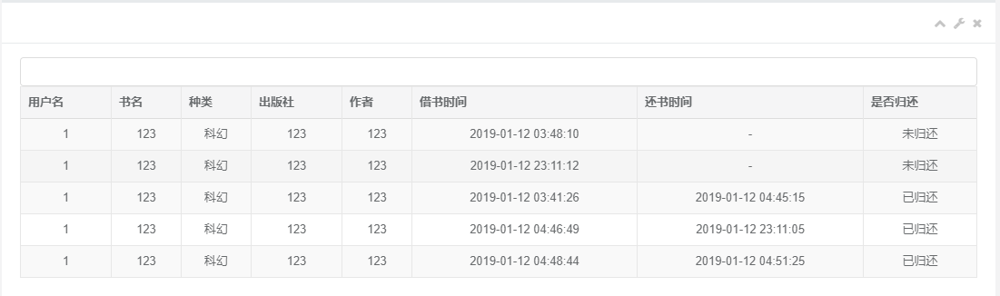 用户名 书名 种类 出版社 作者 借书时间 还书时间 是否归还
1 123 科幻 123 123 2019-01-12 03:48:10 - 未归还
1 123 科幻 123 123 2019-01-12 23:11:12 - 未归还
1 123 科幻 123 123 2019-01-12 03:41:26 2019-01-12 04:45:15 已归还
1 123 科幻 123 123 2019-01-12 04:46:49 2019-01-12 23:11:05 已归还
1 123 科幻 123 123 2019-01-12 04:48:44 2019-01-12 04:51:25 已归还